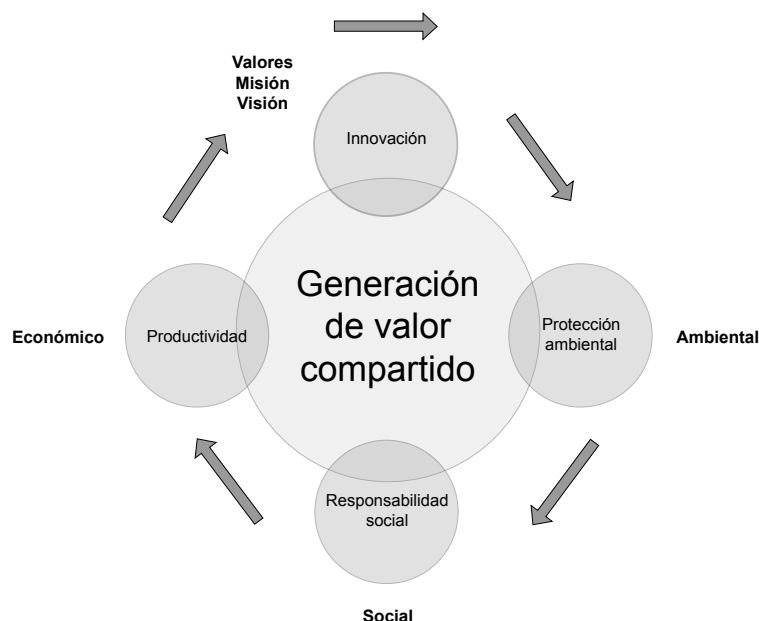 Valores
Misión
Visión
Innovación
Generación
de valor
compartido
Económico
Productividad
Protección
ambiental
Ambiental
Responsabilidad
social
Social